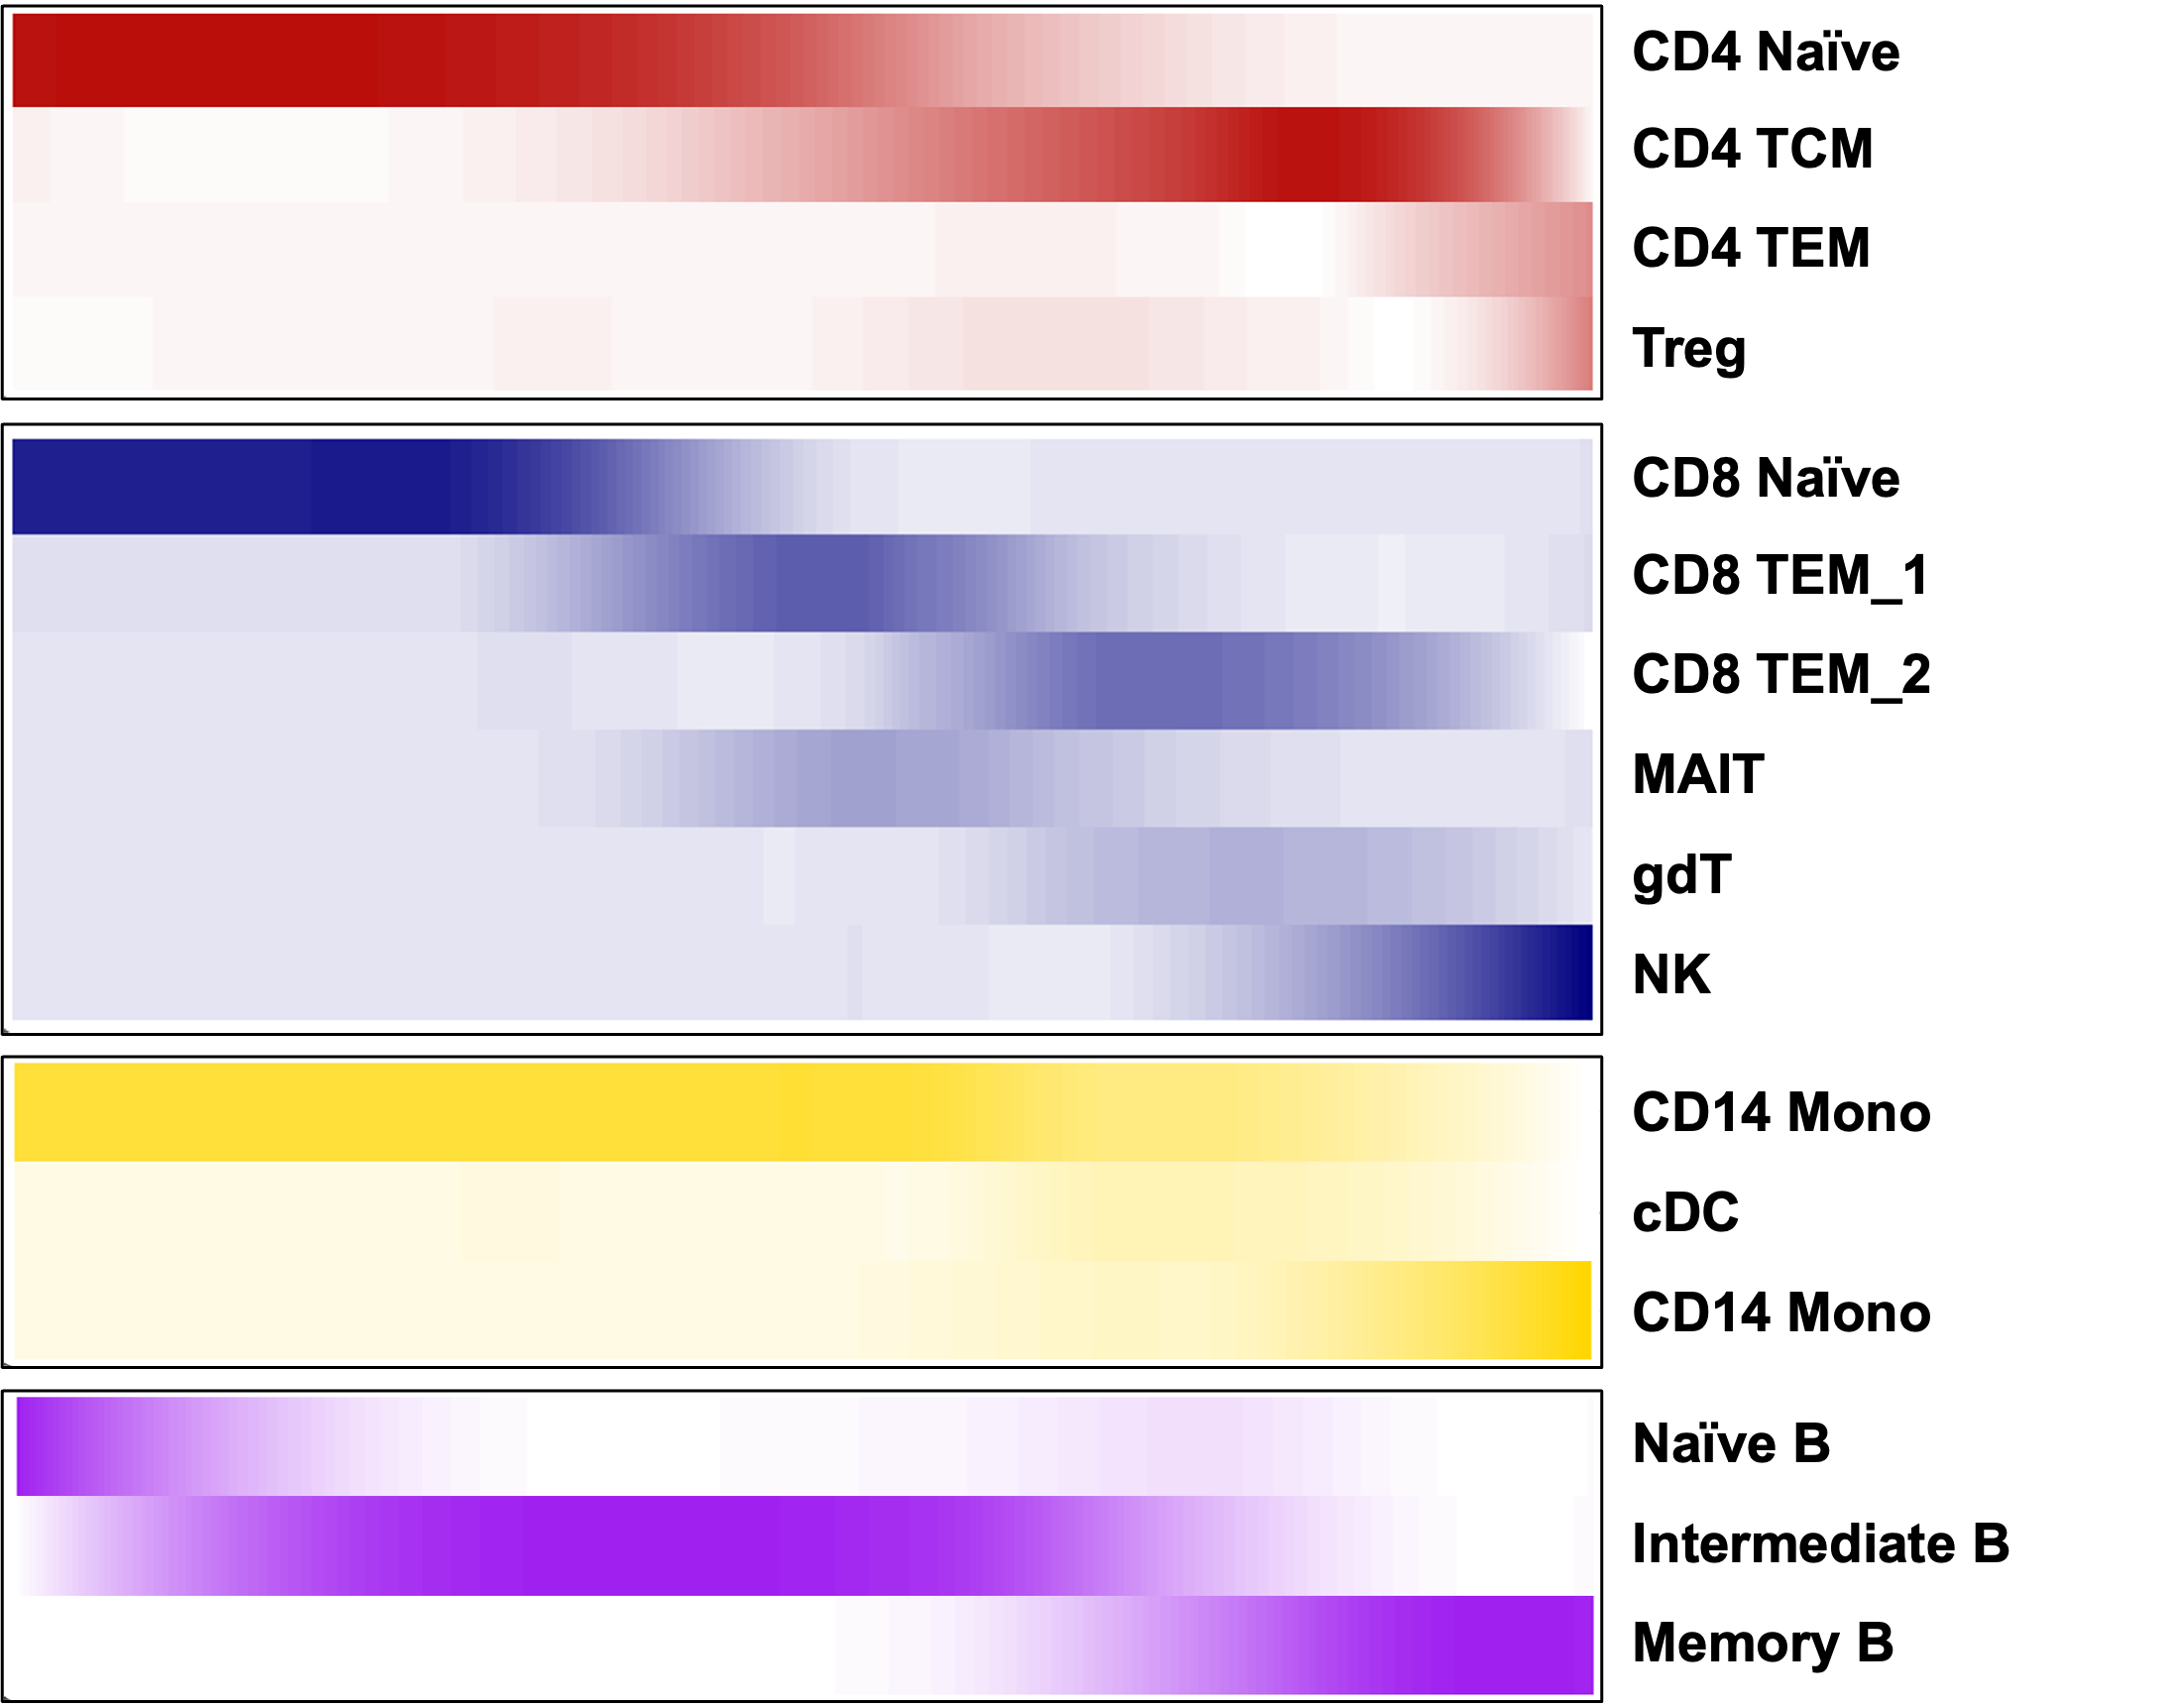 CD4 Naïve
CD4 TCM
CD4 TEM
Treg
CD8 Naïve
CD8 TEM_1
CD8 TEM_2
MAIT
gdT
NK
CD14 Mono
cDC
CD14 Mono
Naïve B
Intermediate B
Memory B